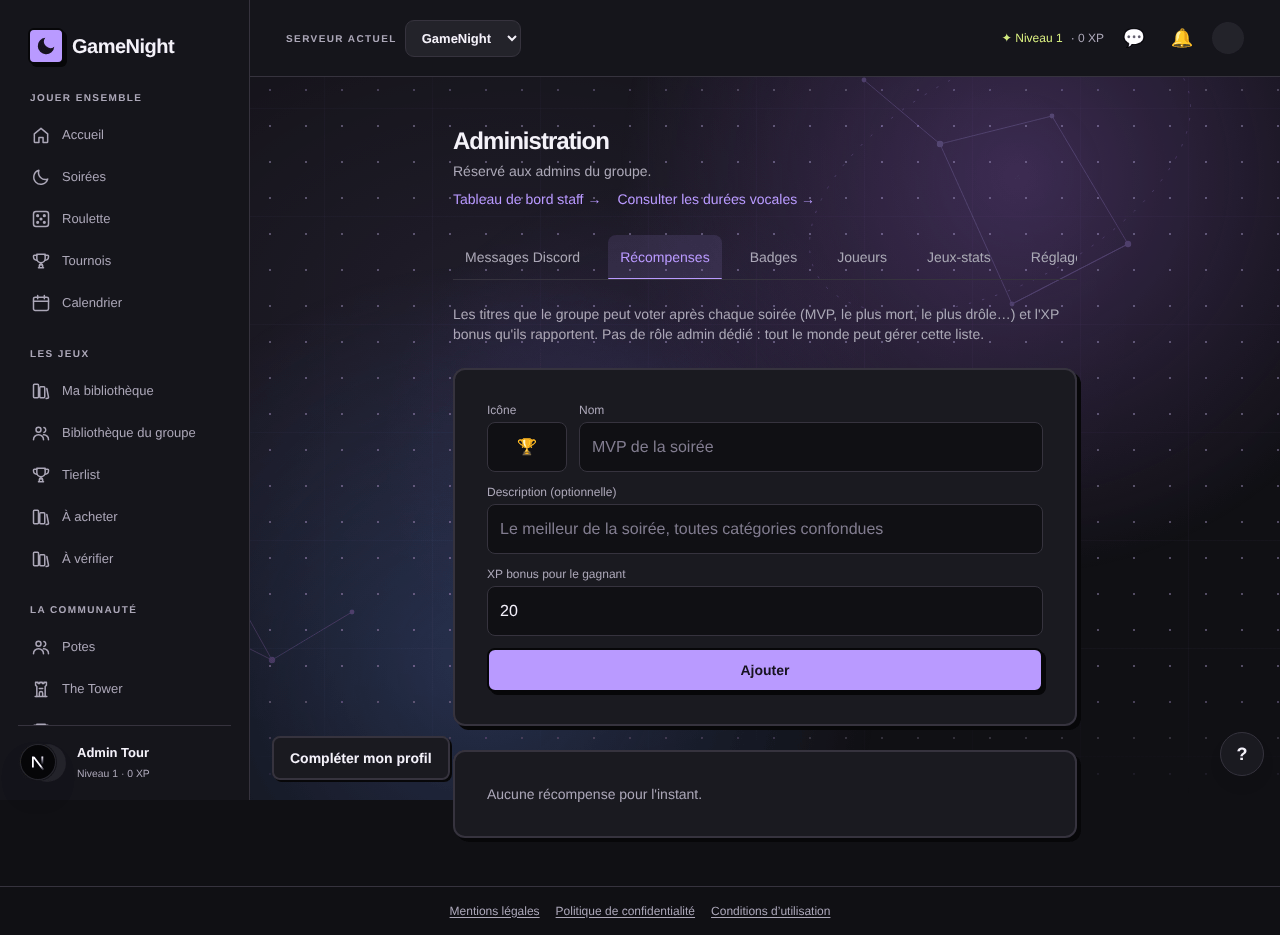 GameNight
SERVEUR ACTUEL
GameNight
✦ Niveau 1 · 0 XP
JOUER ENSEMBLE
Accueil
Soirées
Roulette
Tournois
Calendrier
LES JEUX
Ma bibliothèque
Bibliothèque du groupe
Tierlist
À acheter
À vérifier
LA COMMUNAUTÉ
Potes
The Tower
Admin Tour
Niveau 1 · 0 XP
Administration
Réservé aux admins du groupe.
Tableau de bord staff → Consulter les durées vocales →
Messages Discord Récompenses Badges Joueurs Jeux-stats Réglag
Les titres que le groupe peut voter après chaque soirée (MVP, le plus mort, le plus drôle…) et l'XP
bonus qu'ils rapportent. Pas de rôle admin dédié : tout le monde peut gérer cette liste.
Icône Nom
MVP de la soirée
Description (optionnelle)
Le meilleur de la soirée, toutes catégories confondues
XP bonus pour le gagnant
20
Ajouter
Compléter mon profil
Aucune récompense pour l'instant.
?
Mentions légales Politique de confidentialité Conditions d'utilisation